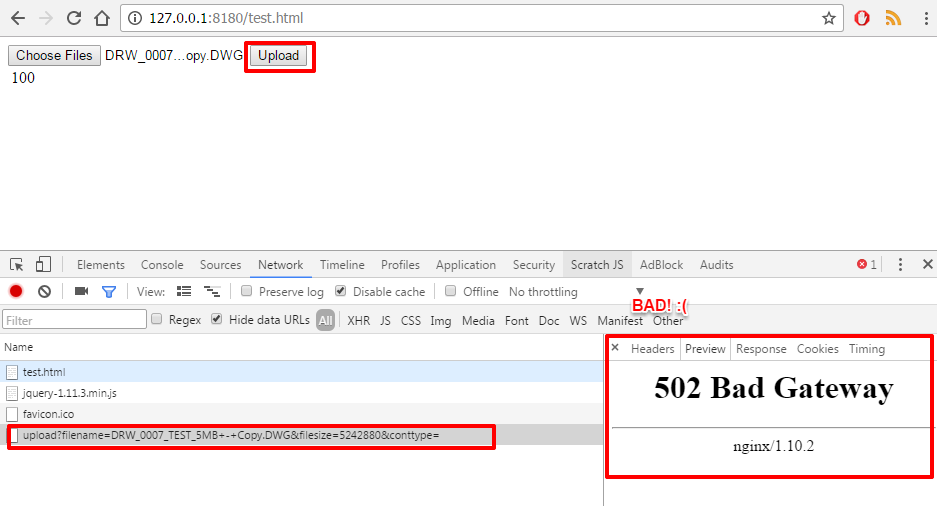 127.0.0.1:8180/test.html
Choose Files DRW_0007...opy.DWG Upload
100
Elements Console Sources Network Timeline Profiles Application Security Scratch JS AdBlock Audits 1
View: Preserve log Disable cache Offline No throttling
BAD! :(
Filter Regex Hide data URLs All XHR JS CSS Img Media Font Doc WS Manifest Other
Name
Headers Preview Response Cookies Timing
test.html
jquery-1.11.3.min.js
favicon.ico
upload?filename=DRW_0007_TEST_5MB+-+Copy.DWG&filesize=5242880&conttype=
502 Bad Gateway
nginx/1.10.2